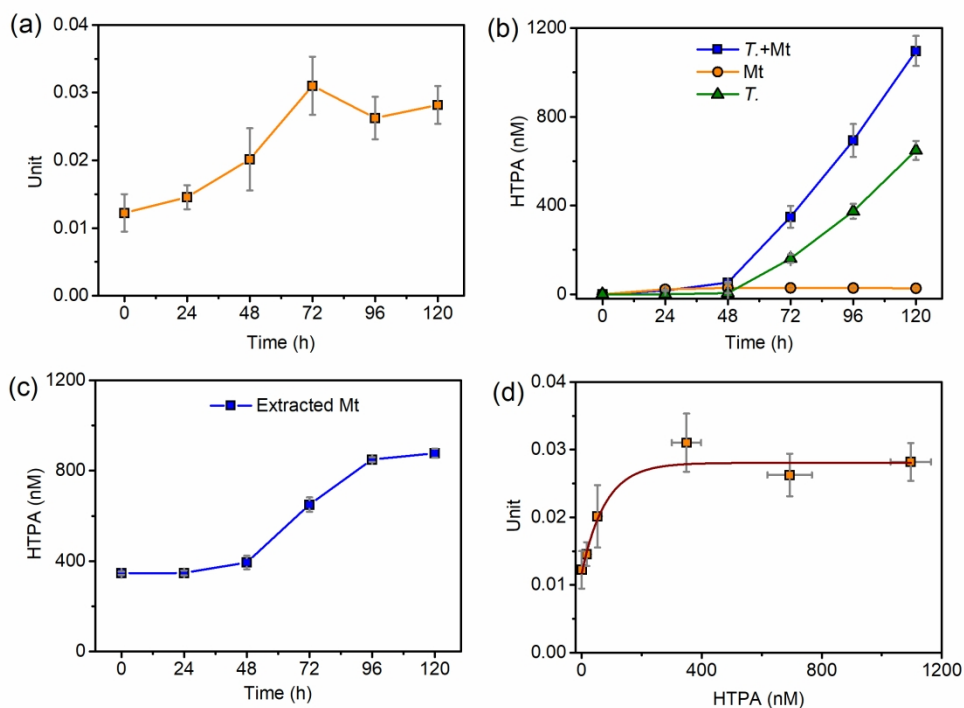 (a)
0.04
0.03
0.02
0.01
0.00
Unit
0 24 48 72 96 120
Time (h)
(b)
1200
800
400
0
HTPA (nM)
T.+Mt
Mt
T.
0 24 48 72 96 120
Time (h)
(c)
1200
800
400
0
HTPA (nM)
Extracted Mt
0 24 48 72 96 120
Time (h)
(d)
0.04
0.03
0.02
0.01
0.00
Unit
0 400 800 1200
HTPA (nM)